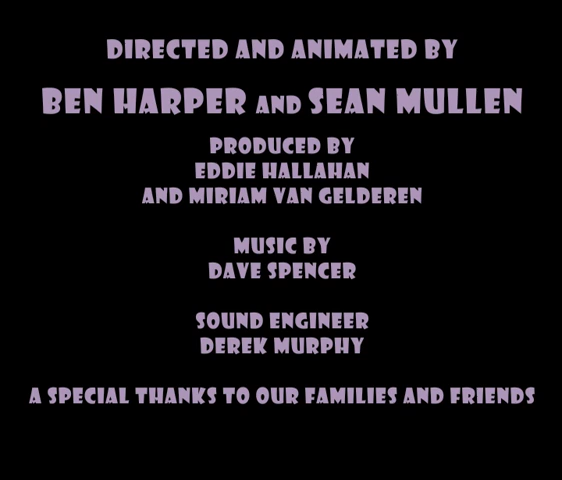 DIRECTED AND ANIMATED BY
BEN HARPER AND SEAN MULLEN
PRODUCED BY
EDDIE HALLAHAN
AND MIRIAM VAN GELDEREN
MUSIC BY
DAVE SPENCER
SOUND ENGINEER
DEREK MURPHY
A SPECIAL THANKS TO OUR FAMILIES AND FRIENDS